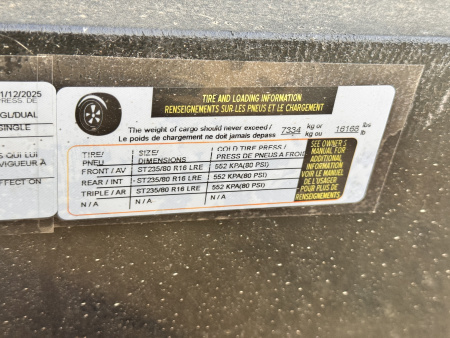 1/12/2025
PRESS. DE
GL/DUAL
SINGLE
S QUI LUI
VIGUEUR À
EFFECT ON
TIRE AND LOADING INFORMATION
RENSEIGNEMENTS SUR LES PNEUS ET LE CHARGEMENT
The weight of cargo should never exceed / 7334 kg or 16168 lbs
Le poids de chargement ne doit jamais depass kg ou lb
TIRE/ SIZE/ COLD TIRE PRESS./
PNEU DIMENSIONS PRESS DE PNEUS A FROID
FRONT / AV ST235/80 R16 LRE 552 KPA(80 PSI)
REAR / INT ST235/80 R16 LRE 552 KPA(80 PSI)
TRIPLE / AR ST235/80 R16 LRE 552 KPA(80 PSI)
N / A N / A N / A
SEE OWNER'S
MANUAL FOR
ADDITIONAL
INFORMATION
VOIR LE MANUEL
DE L'USAGER
POUR PLUS DE
RENSEIGNEMENTS